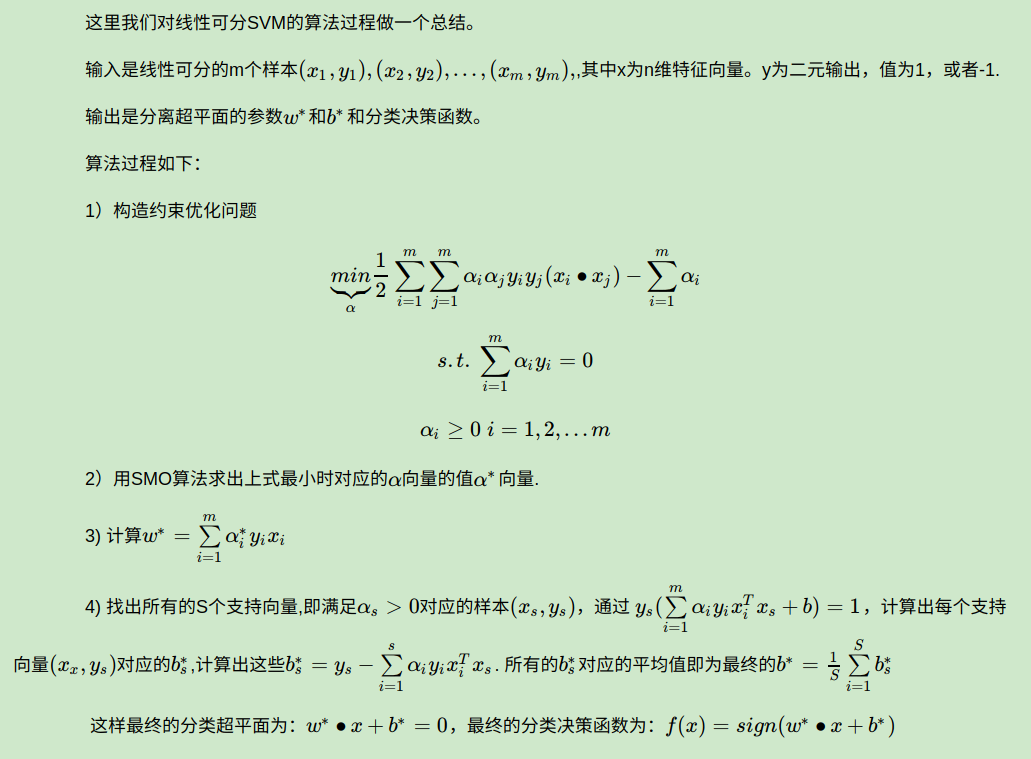 这里我们对线性可分SVM的算法过程做一个总结。
输入是线性可分的m个样本(x₁, y₁), (x₂, y₂), . . . , (xₘ, yₘ),,其中x为n维特征向量。y为二元输出，值为1，或者-1.
输出是分离超平面的参数w*和b*和分类决策函数。
算法过程如下：
1）构造约束优化问题
$\underbrace{min}_{\alpha} \frac{1}{2} \sum_{i=1}^{m} \sum_{j=1}^{m} \alpha_i \alpha_j y_i y_j (x_i \bullet x_j) - \sum_{i=1}^{m} \alpha_i$
$s.t. \sum_{i=1}^{m} \alpha_i y_i = 0$
$\alpha_i \geq 0 \; i = 1, 2, \ldots m$
2）用SMO算法求出上式最小时对应的α向量的值α*向量.
3) 计算$w^* = \sum_{i=1}^{m} \alpha_i^* y_i x_i$
4) 找出所有的S个支持向量,即满足$\alpha_s > 0$对应的样本$(x_s, y_s)$，通过 $y_s(\sum_{i=1}^{m} \alpha_i y_i x_i^T x_s + b) = 1$，计算出每个支持
向量$(x_x, y_s)$对应的$b_s^*$,计算出这些$b_s^* = y_s - \sum_{i=1}^{s} \alpha_i y_i x_i^T x_s$. 所有的$b_s^*$对应的平均值即为最终的$b^* = \frac{1}{S} \sum_{i=1}^{S} b_s^*$
这样最终的分类超平面为：$w^* \bullet x + b^* = 0$，最终的分类决策函数为：$f(x) = sign(w^* \bullet x + b^*)$